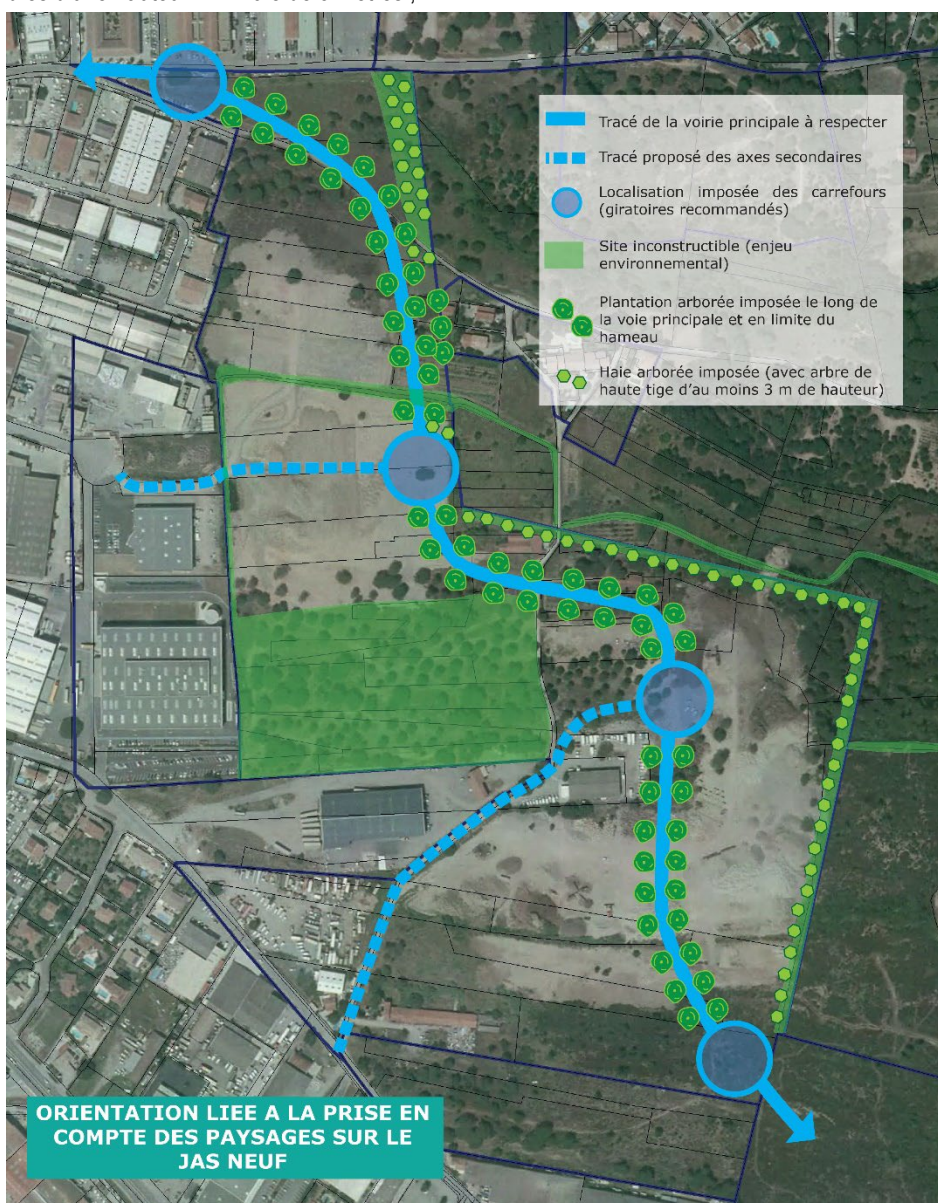 Tracé de la voirie principale à respecter
Tracé proposé des axes secondaires
Localisation imposée des carrefours
(giratoires recommandés)
Site inconstructible (enjeu
environnemental)
Plantation arborée imposée le long de
la voie principale et en limite du
hameau
Haie arborée imposée (avec arbre de
haute tige d'au moins 3 m de hauteur)
ORIENTATION LIEE A LA PRISE EN
COMPTE DES PAYSAGES SUR LE
JAS NEUF